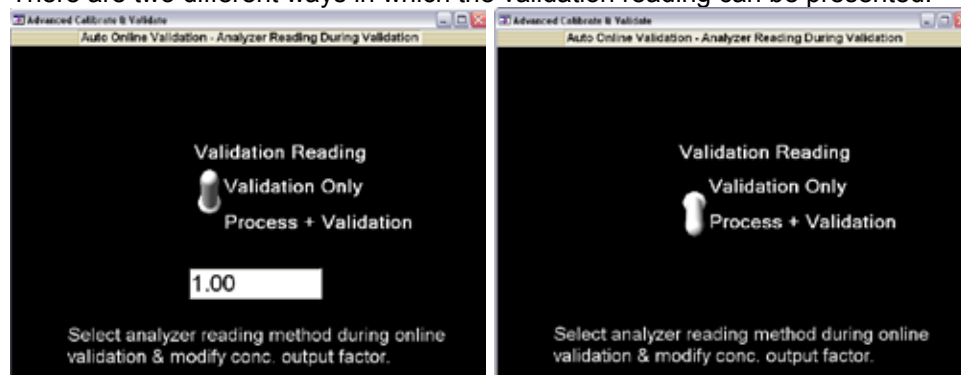 There are two different ways in which the validation reading can be presented.
Advanced Calibrate & Validate
Auto Online Validation - Analyzer Reading During Validation
Validation Reading
Validation Only
Process + Validation
1.00
Select analyzer reading method during online
validation & modify conc. output factor.
Advanced Calibrate & Validate
Auto Online Validation - Analyzer Reading During Validation
Validation Reading
Validation Only
Process + Validation
Select analyzer reading method during online
validation & modify conc. output factor.